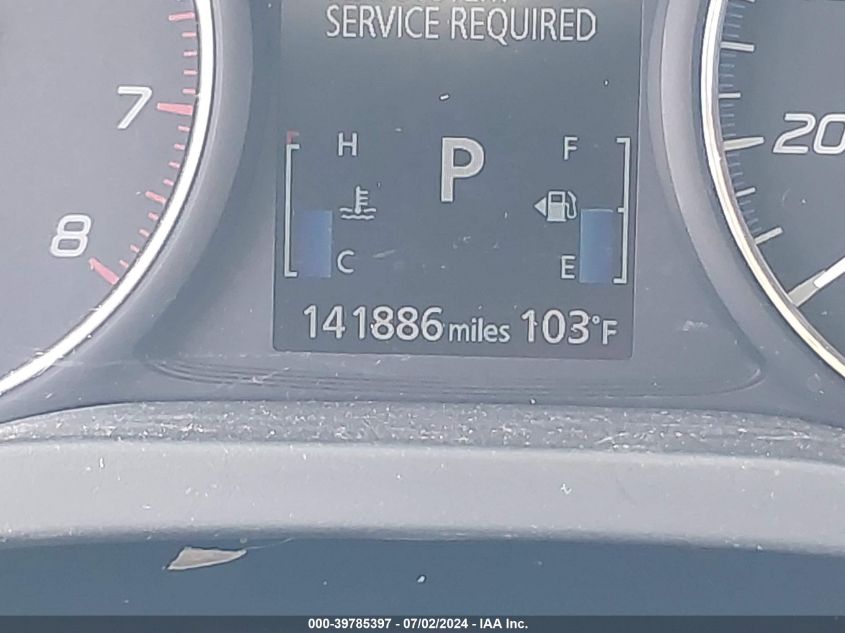 SERVICE REQUIRED
7
8
H
C
P
F
E
20
141886 miles 103°F
000-39785397 - 07/02/2024 - IAA Inc.